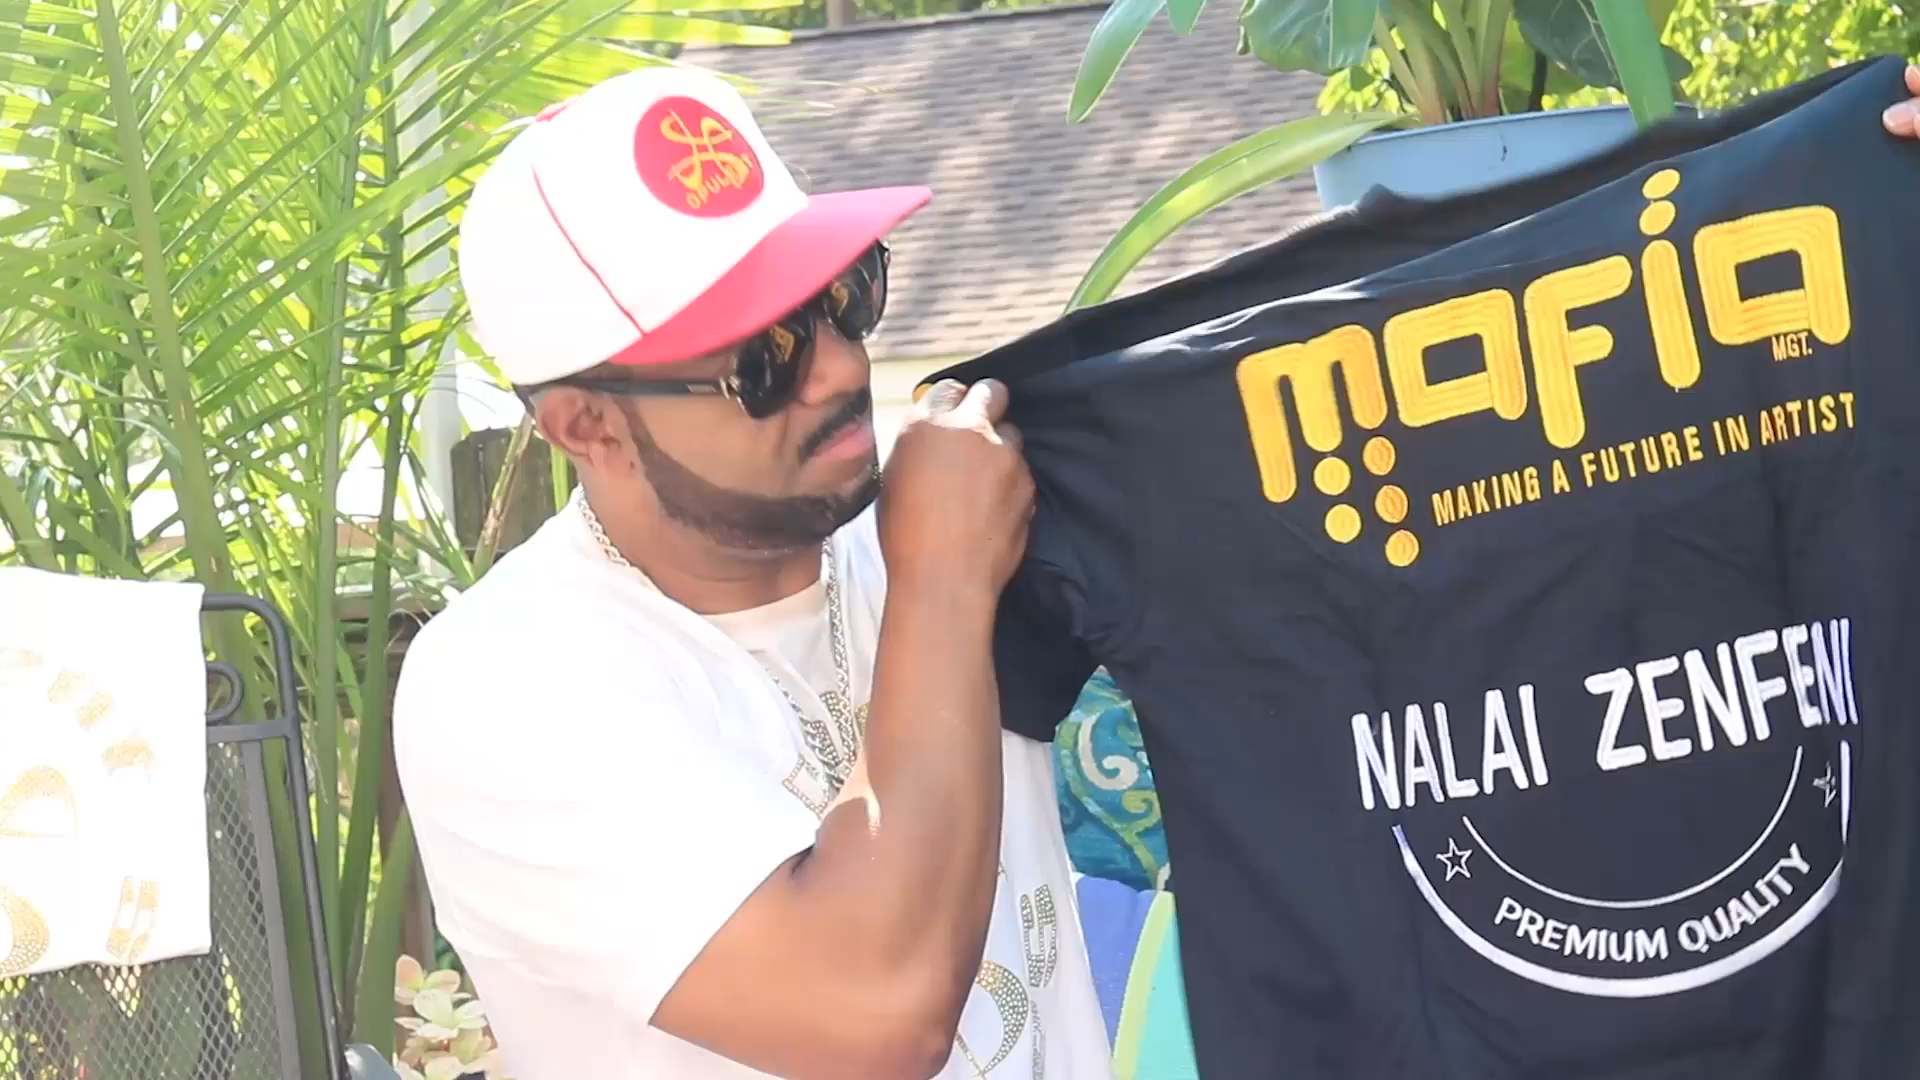 mafia
MGT.
MAKING A FUTURE IN ARTIST
NALAI ZENFENI
PREMIUM QUALITY